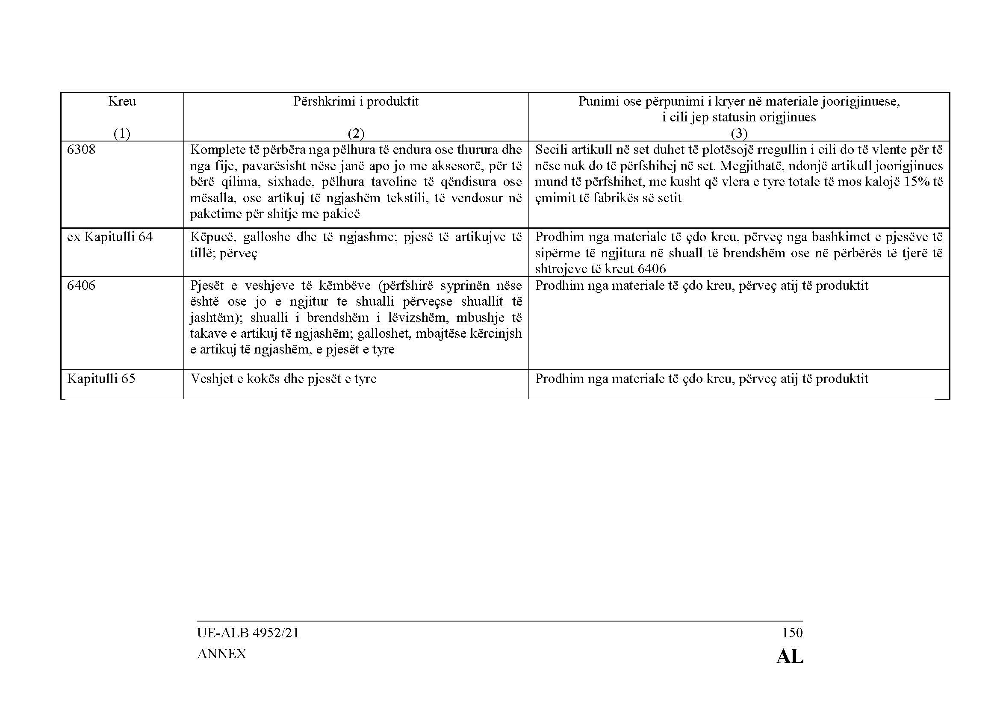 Kreu
(1)
Përshkrimi i produktit
(2)
Punimi ose përpunimi i kryer në materiale joorigjinuese,
i cili jep statusin origjinues
(3)
6308
Komplete të përbëra nga pëlhura të endura ose thurura dhe
nga fije, pavarësisht nëse janë apo jo me aksesorë, për të
bërë qilima, sixhade, pëlhura tavoline të qëndisura ose
mësalla, ose artikuj të ngjashëm tekstili, të vendosur në
paketime për shitje me pakicë
Secili artikull në set duhet të plotësojë rregullin i cili do të vlente për të
nëse nuk do të përfshihej në set. Megjithatë, ndonjë artikull joorigjinues
mund të përfshihet, me kusht që vlera e tyre totale të mos kalojë 15% të
çmimit të fabrikës së setit
ex Kapitulli 64
Këpucë, galloshe dhe të ngjashme; pjesë të artikujve të
tillë; përveç
Prodhim nga materiale të çdo kreu, përveç nga bashkimet e pjesëve të
sipërme të ngjitura në shuall të brendshëm ose në përbërës të tjerë të
shtrojeve të kreut 6406
6406
Pjesët e veshjeve të këmbëve (përfshirë syprinën nëse
është ose jo e ngjitur te shualli përveçse shuallit të
jashtëm); shualli i brendshëm i lëvizshëm, mbushje të
takave e artikuj të ngjashëm; galloshet, mbajtëse kërcinjsh
e artikuj të ngjashëm, e pjesët e tyre
Prodhim nga materiale të çdo kreu, përveç atij të produktit
Kapitulli 65
Veshjet e kokës dhe pjesët e tyre
Prodhim nga materiale të çdo kreu, përveç atij të produktit
UE-ALB 4952/21
150
ANNEX
AL